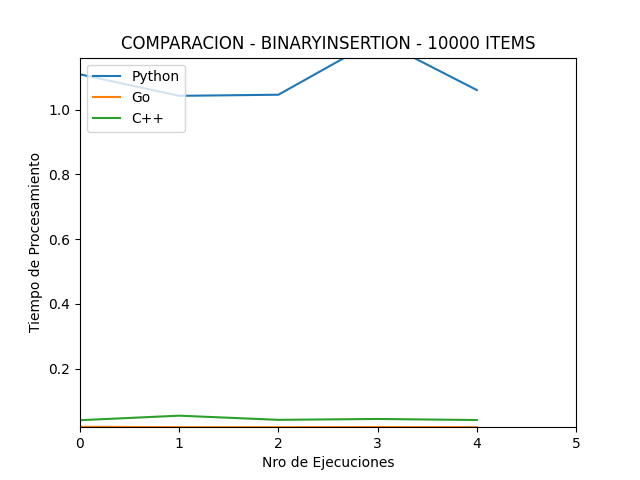 COMPARACION - BINARYINSERTION - 10000 ITEMS
Python
Go
C++
Tiempo de Procesamiento
1.0
0.8
0.6
0.4
0.2
0 1 2 3 4 5
Nro de Ejecuciones